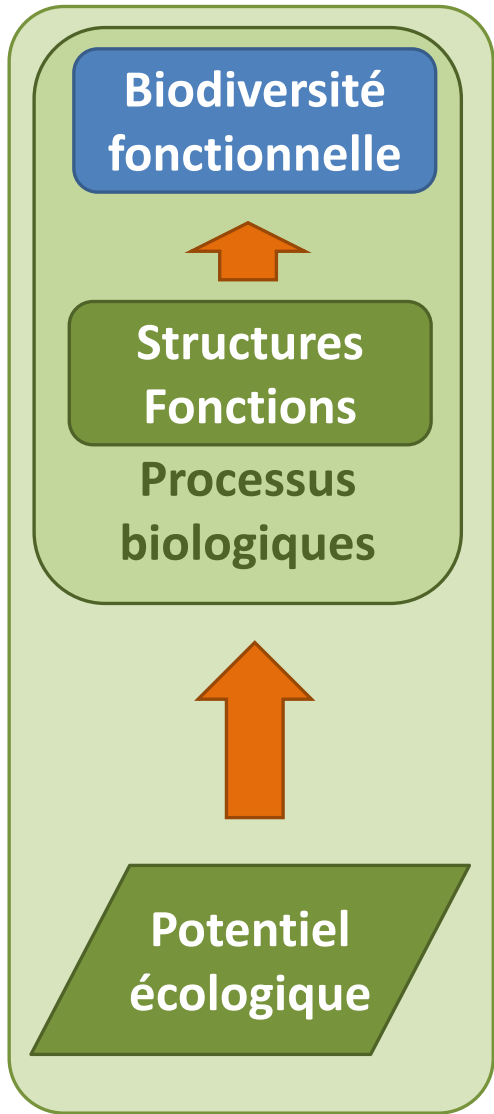 Biodiversité
fonctionnelle
Structures
Fonctions
Processus
biologiques
Potentiel
écologique